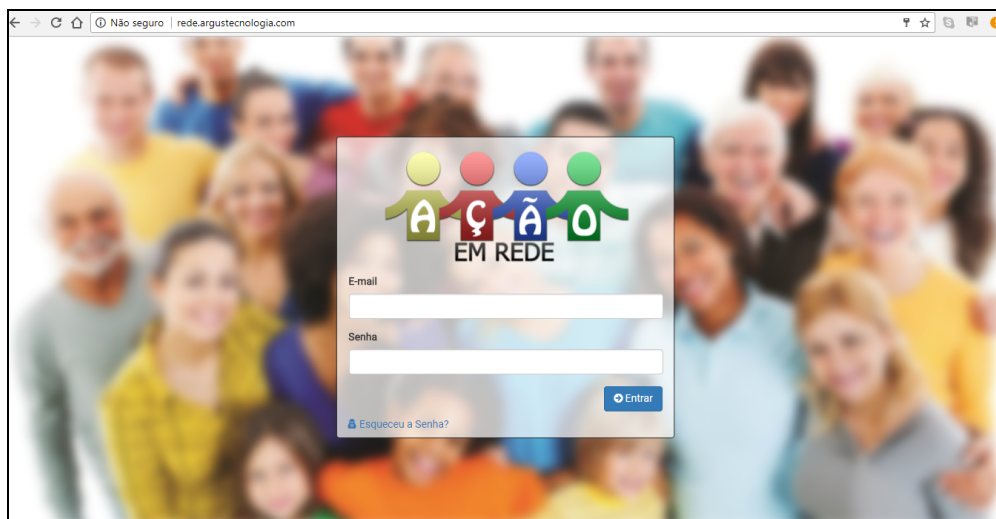 Não seguro | rede.argustecnologia.com
AÇÃO
EM REDE
E-mail
Senha
Entrar
Esqueceu a Senha?